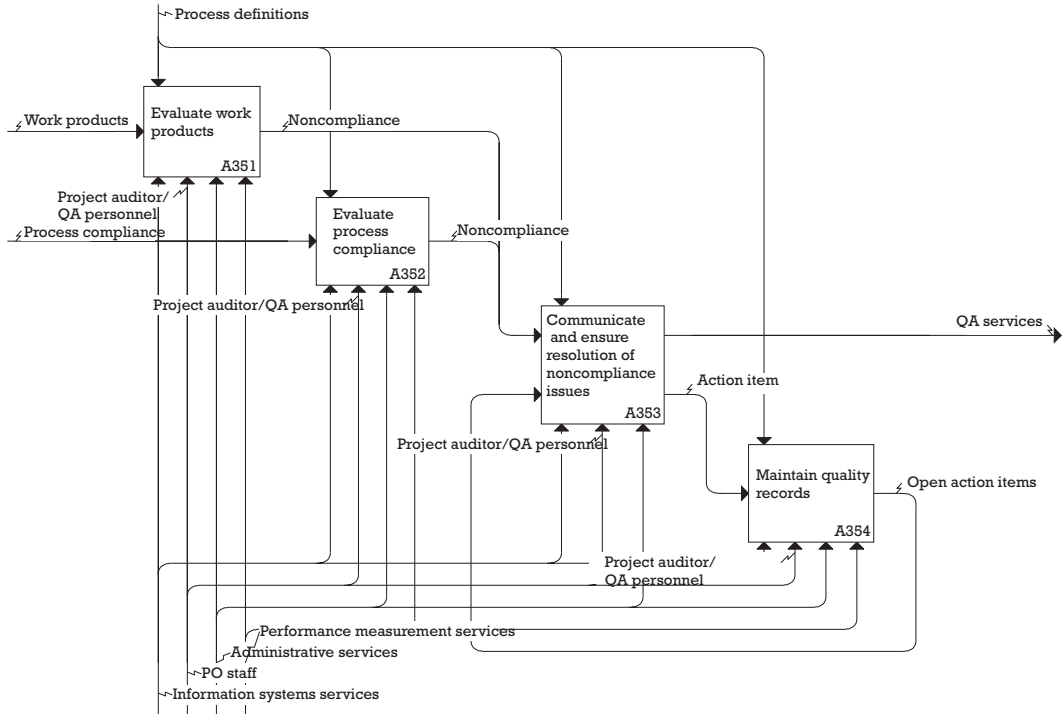 Process definitions
Evaluate work
products
A351
Work products
Noncompliance
Project auditor/
QA personnel
Process compliance
Evaluate
process
compliance
A352
Noncompliance
Project auditor/QA personnel
Communicate
and ensure
resolution of
noncompliance
issues
A353
QA services
Action item
Project auditor/QA personnel
Maintain quality
records
A354
Open action items
Project auditor/
QA personnel
Performance measurement services
Administrative services
PO staff
Information systems services